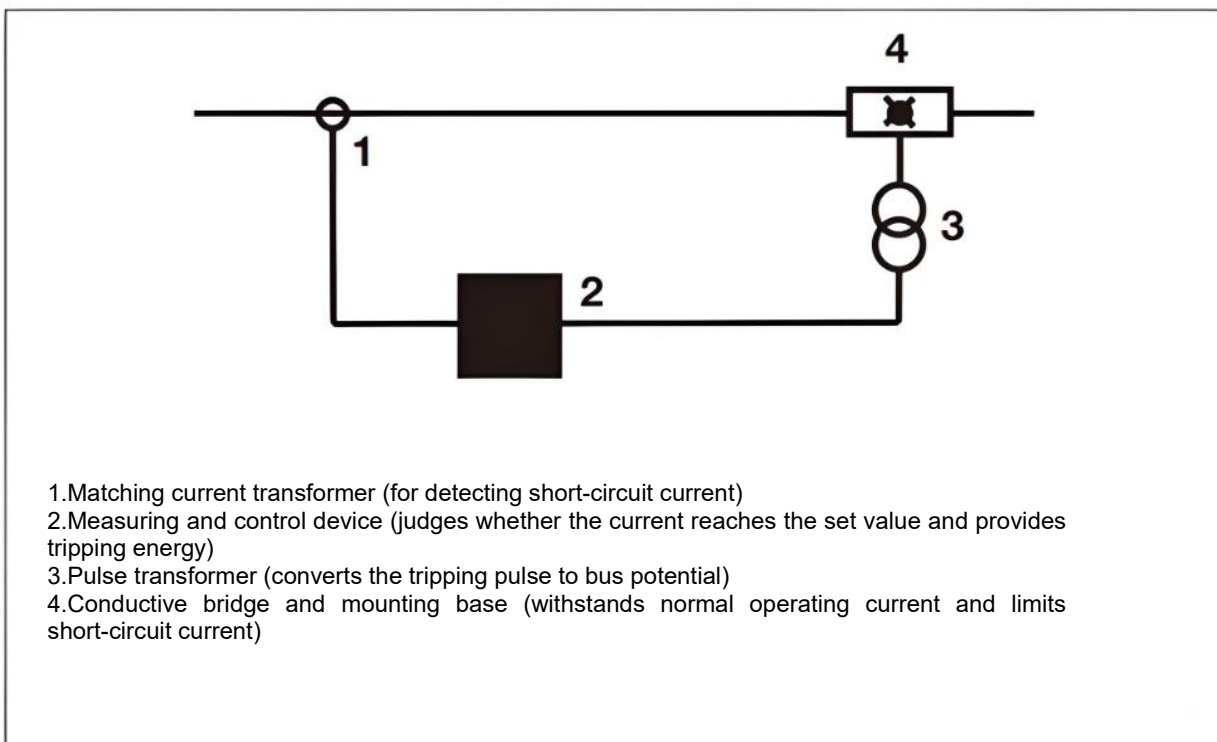 4
1
3
2
1.Matching current transformer (for detecting short-circuit current)
2.Measuring and control device (judges whether the current reaches the set value and provides
tripping energy)
3.Pulse transformer (converts the tripping pulse to bus potential)
4.Conductive bridge and mounting base (withstands normal operating current and limits
short-circuit current)